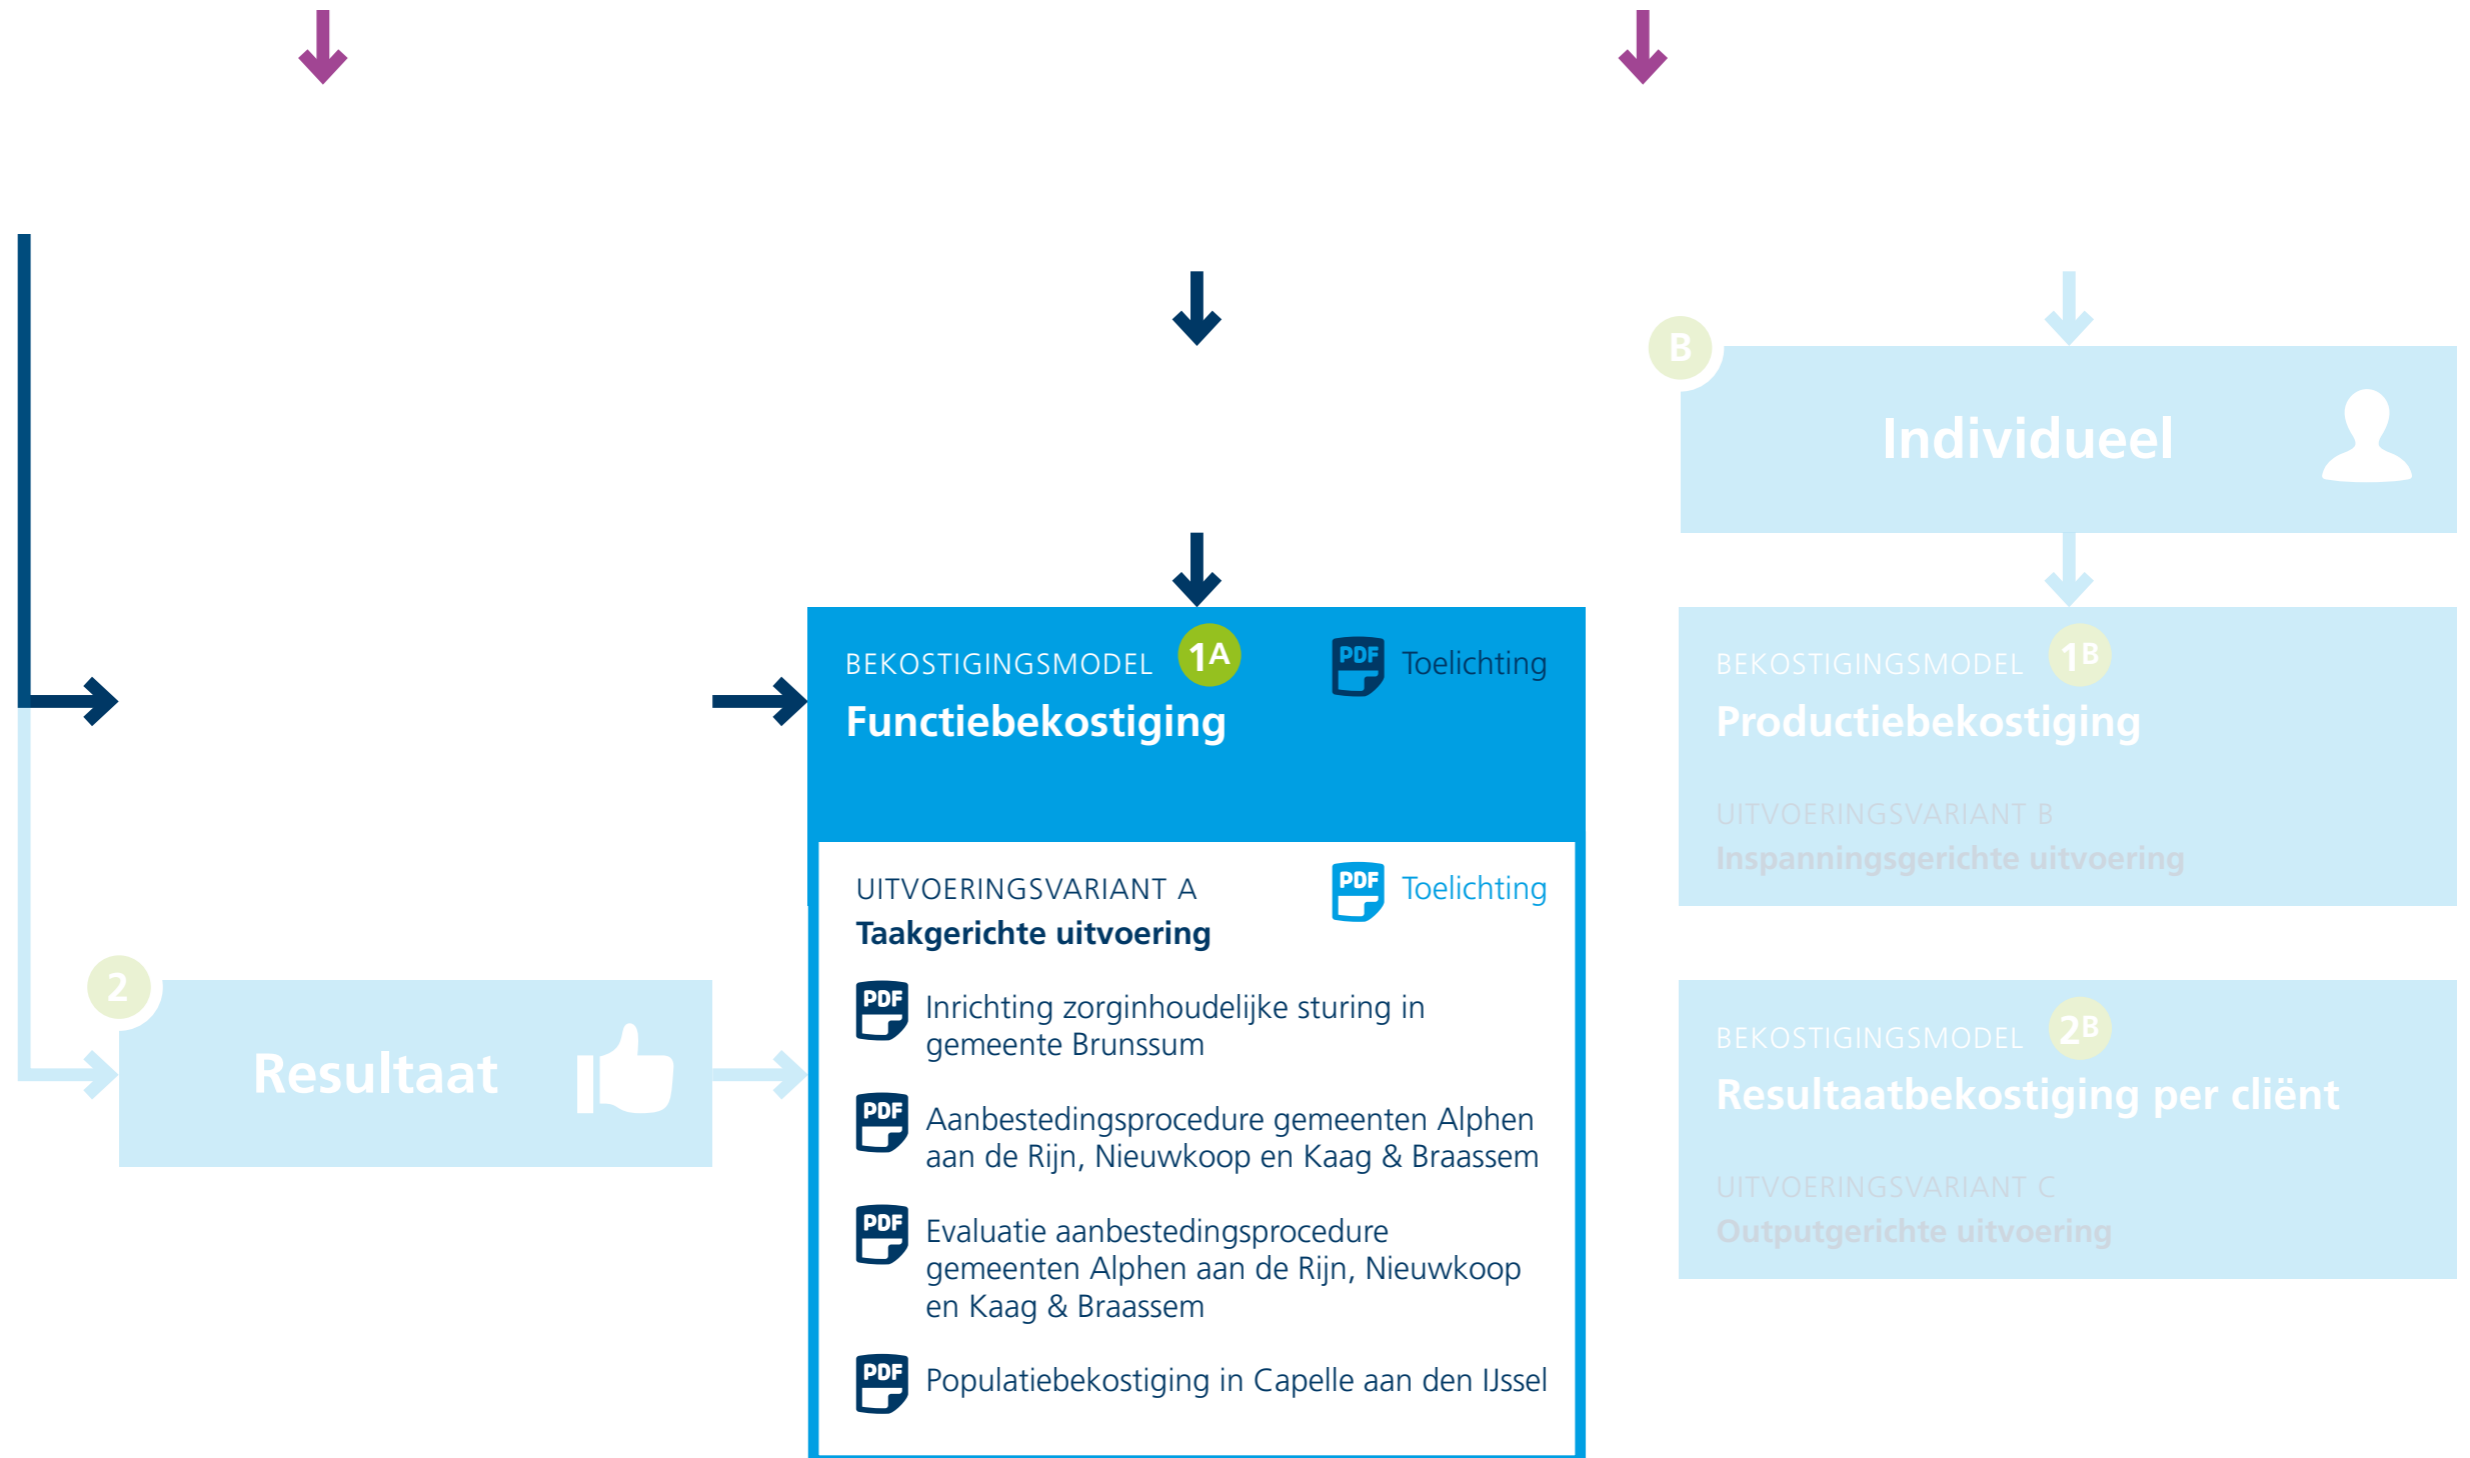 B
Individueel
BEKOSTIGINGSMODEL 1A
PDF Toelichting
Functiebekostiging
UITVOERINGSVARIANT A
PDF Toelichting
Taakgerichte uitvoering
PDF Inrichting zorginhoudelijke sturing in
gemeente Brunssum
PDF Aanbestedingsprocedure gemeenten Alphen
aan de Rijn, Nieuwkoop en Kaag & Braassem
PDF Evaluatie aanbestedingsprocedure
gemeenten Alphen aan de Rijn, Nieuwkoop
en Kaag & Braassem
PDF Populatiebekostiging in Capelle aan den IJssel
BEKOSTIGINGSMODEL 1B
Productiebekostiging
UITVOERINGSVARIANT B
Inspanningsgerichte uitvoering
2
Resultaat
BEKOSTIGINGSMODEL 2B
Resultaatbekostiging per cliënt
UITVOERINGSVARIANT C
Outputgerichte uitvoering